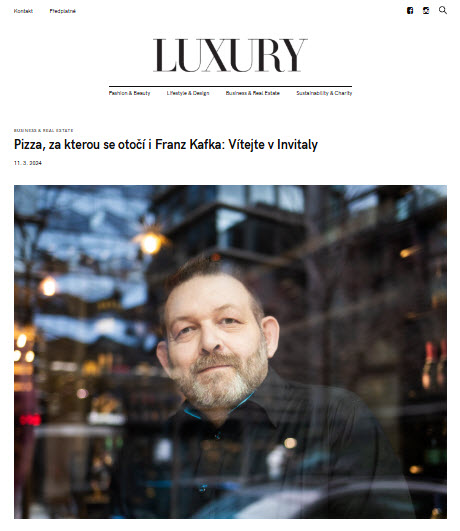 Kontakt Předplatné
LUXURY
Fashion & Beauty Lifestyle & Design Business & Real Estate Sustainability & Charity
BUSINESS & REAL ESTATE
Pizza, za kterou se otočí i Franz Kafka: Vítejte v Invitaly
11. 3. 2024